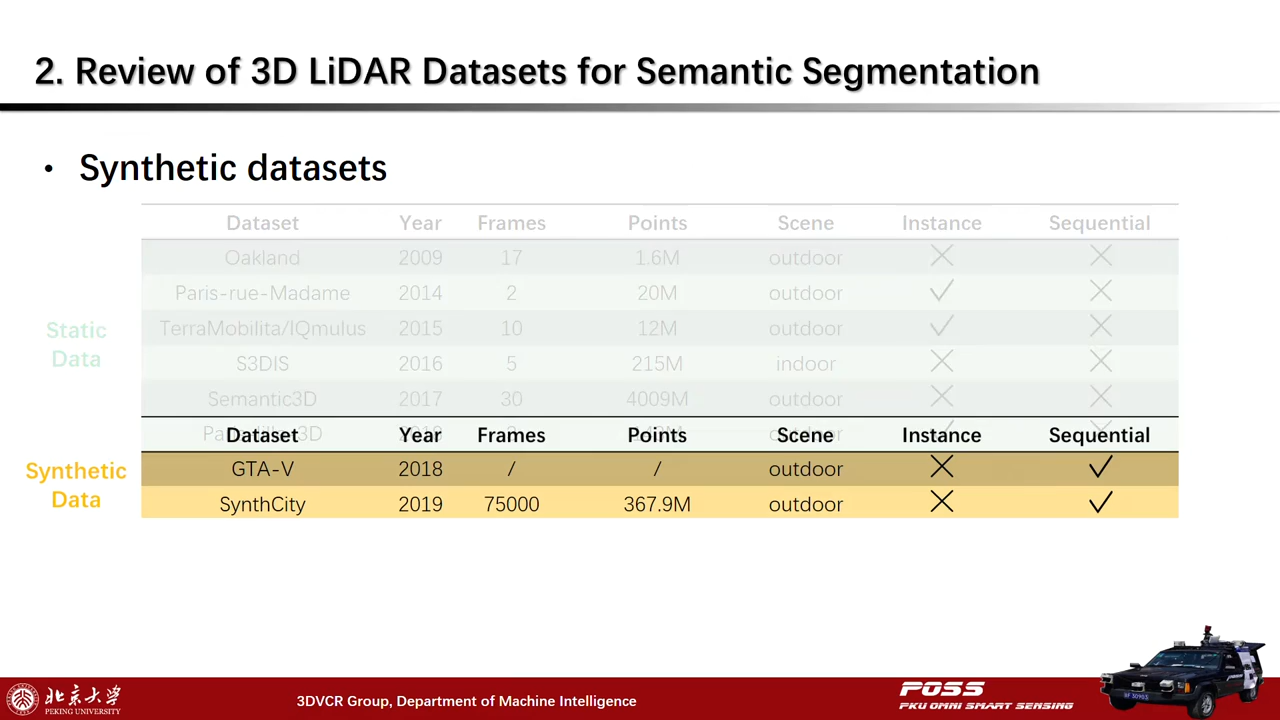 2. Review of 3D LiDAR Datasets for Semantic Segmentation
• Synthetic datasets
Dataset Year Frames Points Scene Instance Sequential
Oakland 2009 17 1.6M outdoor ✕ ✕
Paris-rue-Madame 2014 2 20M outdoor ✓ ✕
TerraMobilita/IQmulus 2015 10 12M outdoor ✓ ✕
Static
Data
S3DIS 2016 5 215M indoor ✕ ✕
Semantic3D 2017 30 4009M outdoor ✕ ✕
Dataset Year Frames Points Scene Instance Sequential
Synthetic
Data
GTA-V 2018 / / outdoor ✕ ✓
SynthCity 2019 75000 367.9M outdoor ✕ ✓
北京大学
PEKING UNIVERSITY
3DVCR Group, Department of Machine Intelligence
POSS
PKU OMNI SMART SENSING